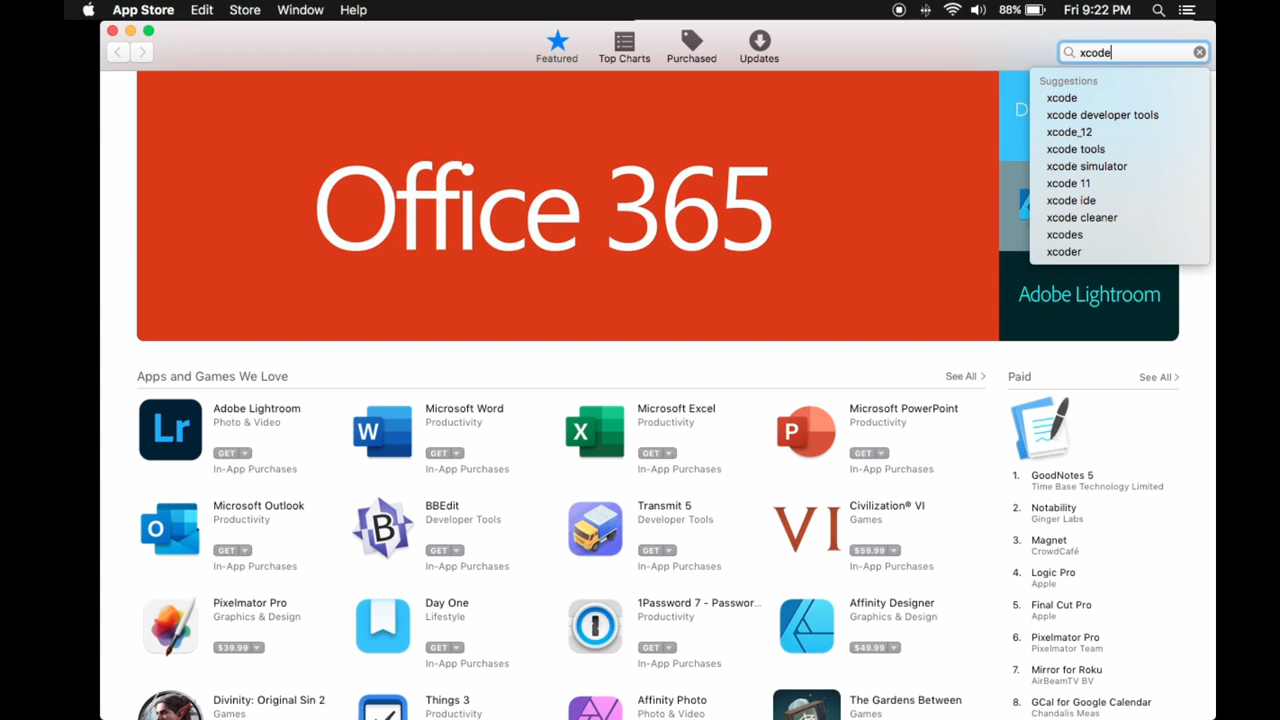 App Store Edit Store Window Help 88% Fri 9:22 PM
Featured Top Charts Purchased Updates
xcode
Suggestions
xcode
xcode developer tools
xcode_12
xcode tools
xcode simulator
xcode 11
xcode ide
xcode cleaner
xcodes
xcoder
Office 365
D
Adobe Lightroom
Apps and Games We Love See All >
Lr
Adobe Lightroom
Photo & Video
GET
In-App Purchases
W
Microsoft Word
Productivity
GET
In-App Purchases
X
Microsoft Excel
Productivity
GET
In-App Purchases
P
Microsoft PowerPoint
Productivity
GET
In-App Purchases
O
Microsoft Outlook
Productivity
GET
In-App Purchases
B
BBEdit
Developer Tools
GET
In-App Purchases
Transmit 5
Developer Tools
GET
In-App Purchases
VI
Civilization® VI
Games
$59.99
In-App Purchases
Pixelmator Pro
Graphics & Design
$39.99
Day One
Lifestyle
GET
In-App Purchases
1Password 7 - Passwor...
Productivity
GET
In-App Purchases
Affinity Designer
Graphics & Design
$49.99
Divinity: Original Sin 2
Games
Things 3
Productivity
Affinity Photo
Photo & Video
The Gardens Between
Games
Paid See All >
1. GoodNotes 5
Time Base Technology Limited
2. Notability
Ginger Labs
3. Magnet
CrowdCafé
4. Logic Pro
Apple
5. Final Cut Pro
Apple
6. Pixelmator Pro
Pixelmator Team
7. Mirror for Roku
AirBeamTV BV
8. GCal for Google Calendar
Chandalis Meas